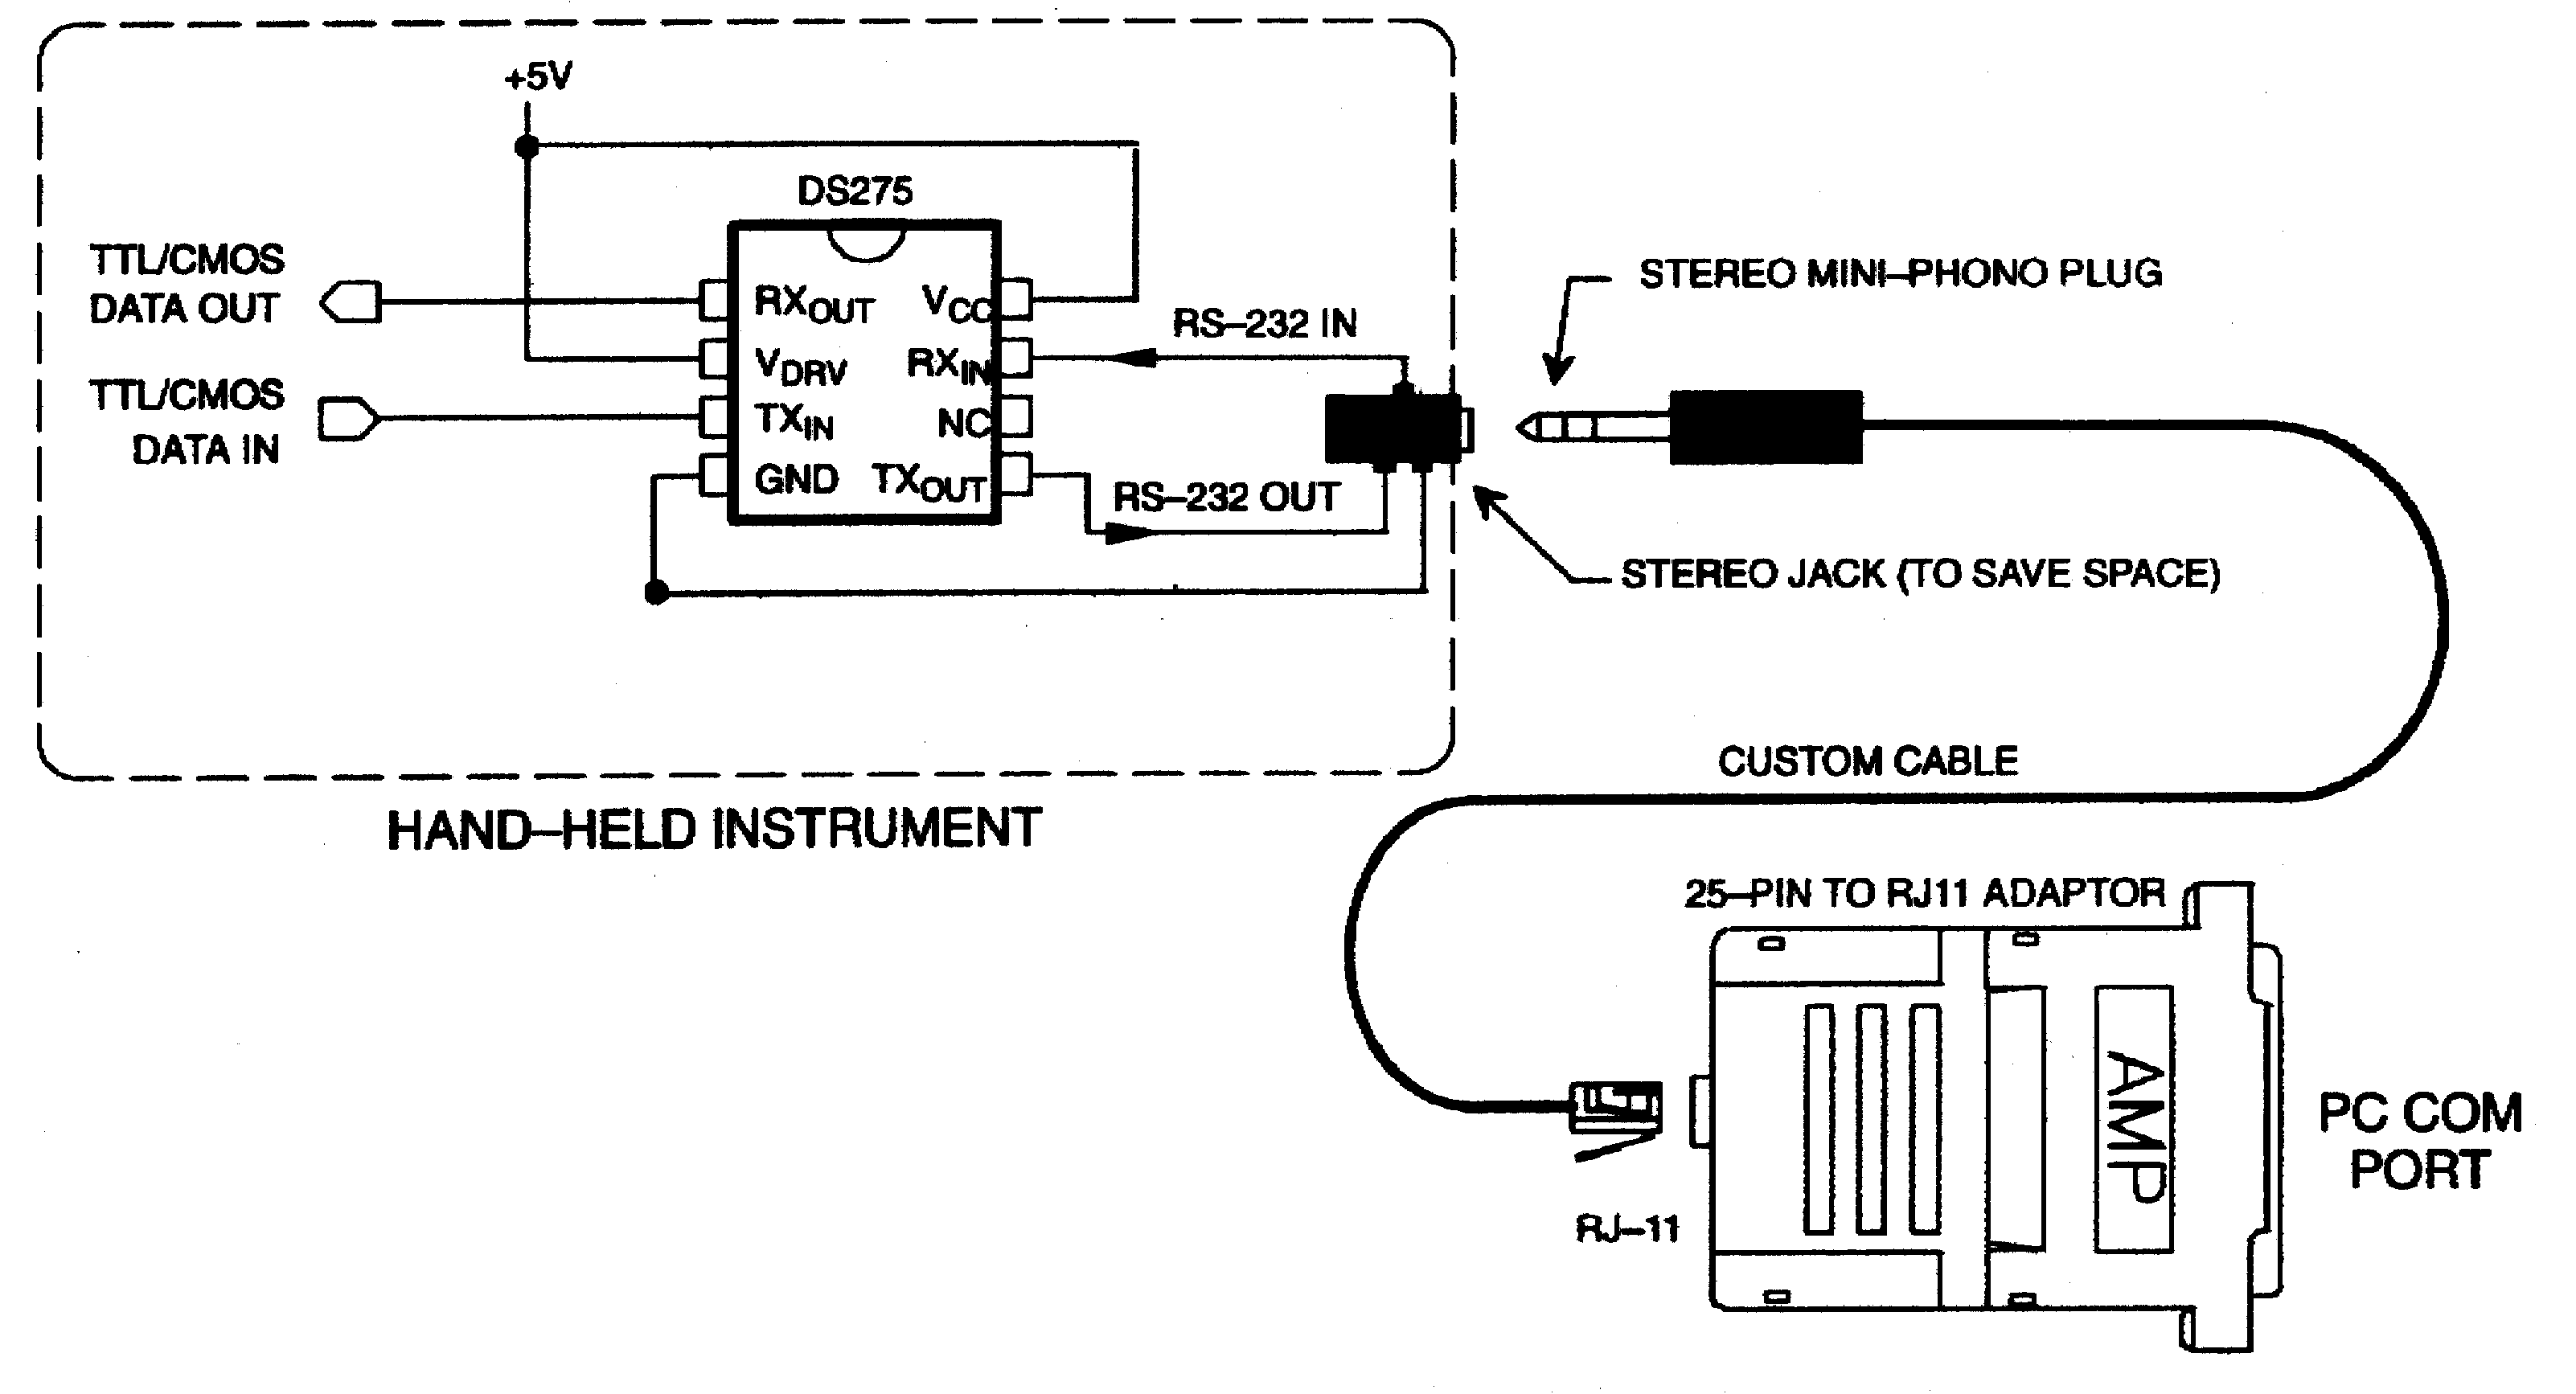 +5V
DS275
TTL/CMOS
DATA OUT
TTL/CMOS
DATA IN
RXOUT
VDRV
TXIN
GND
VCC
RXIN
NC
TXOUT
RS–232 IN
RS–232 OUT
STEREO MINI–PHONO PLUG
STEREO JACK (TO SAVE SPACE)
CUSTOM CABLE
HAND–HELD INSTRUMENT
25–PIN TO RJ11 ADAPTOR
AMP
RJ–11
PC COM
PORT